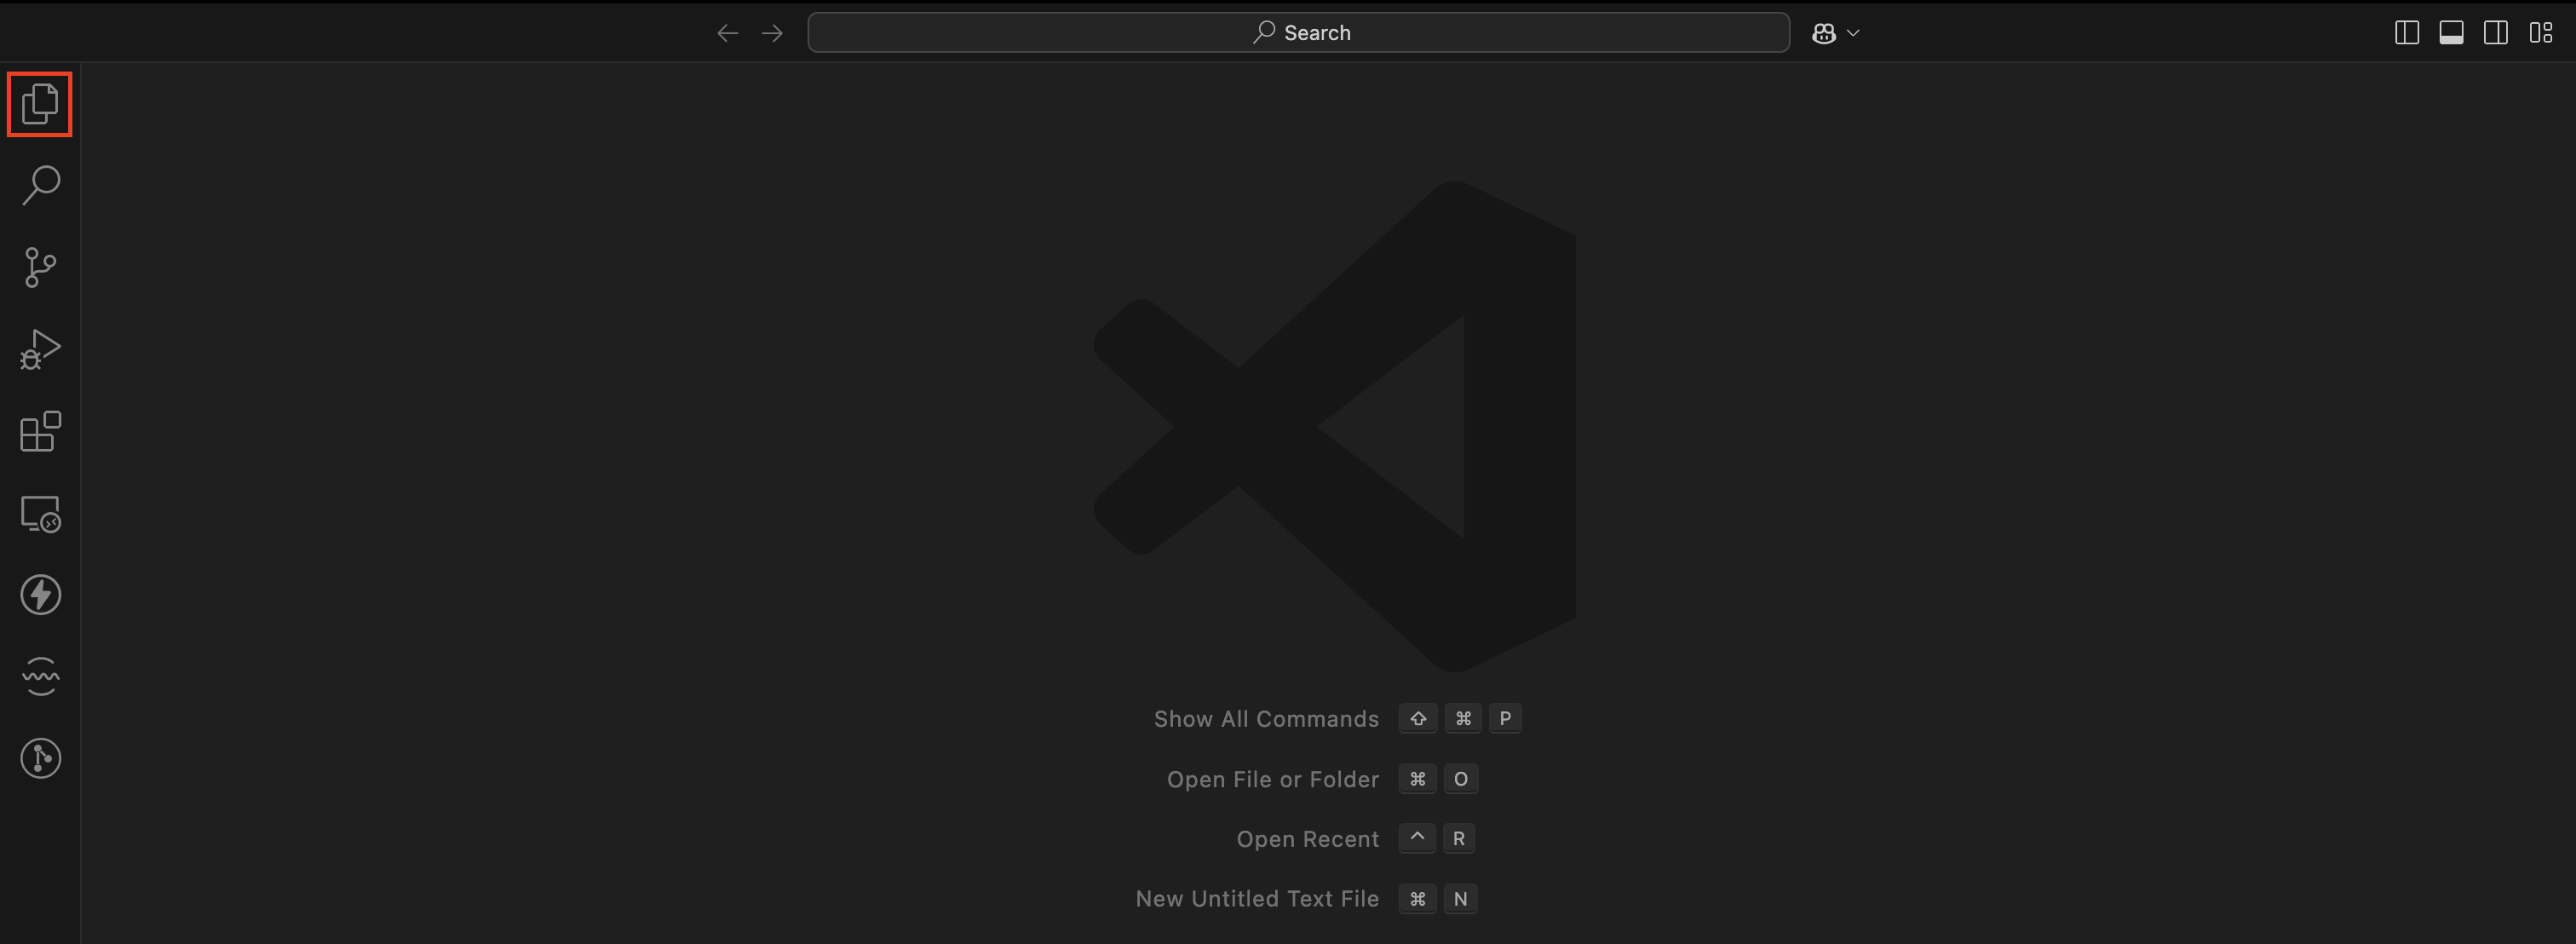 Search
Show All Commands ⇧ ⌘ P
Open File or Folder ⌘ O
Open Recent ^ R
New Untitled Text File ⌘ N